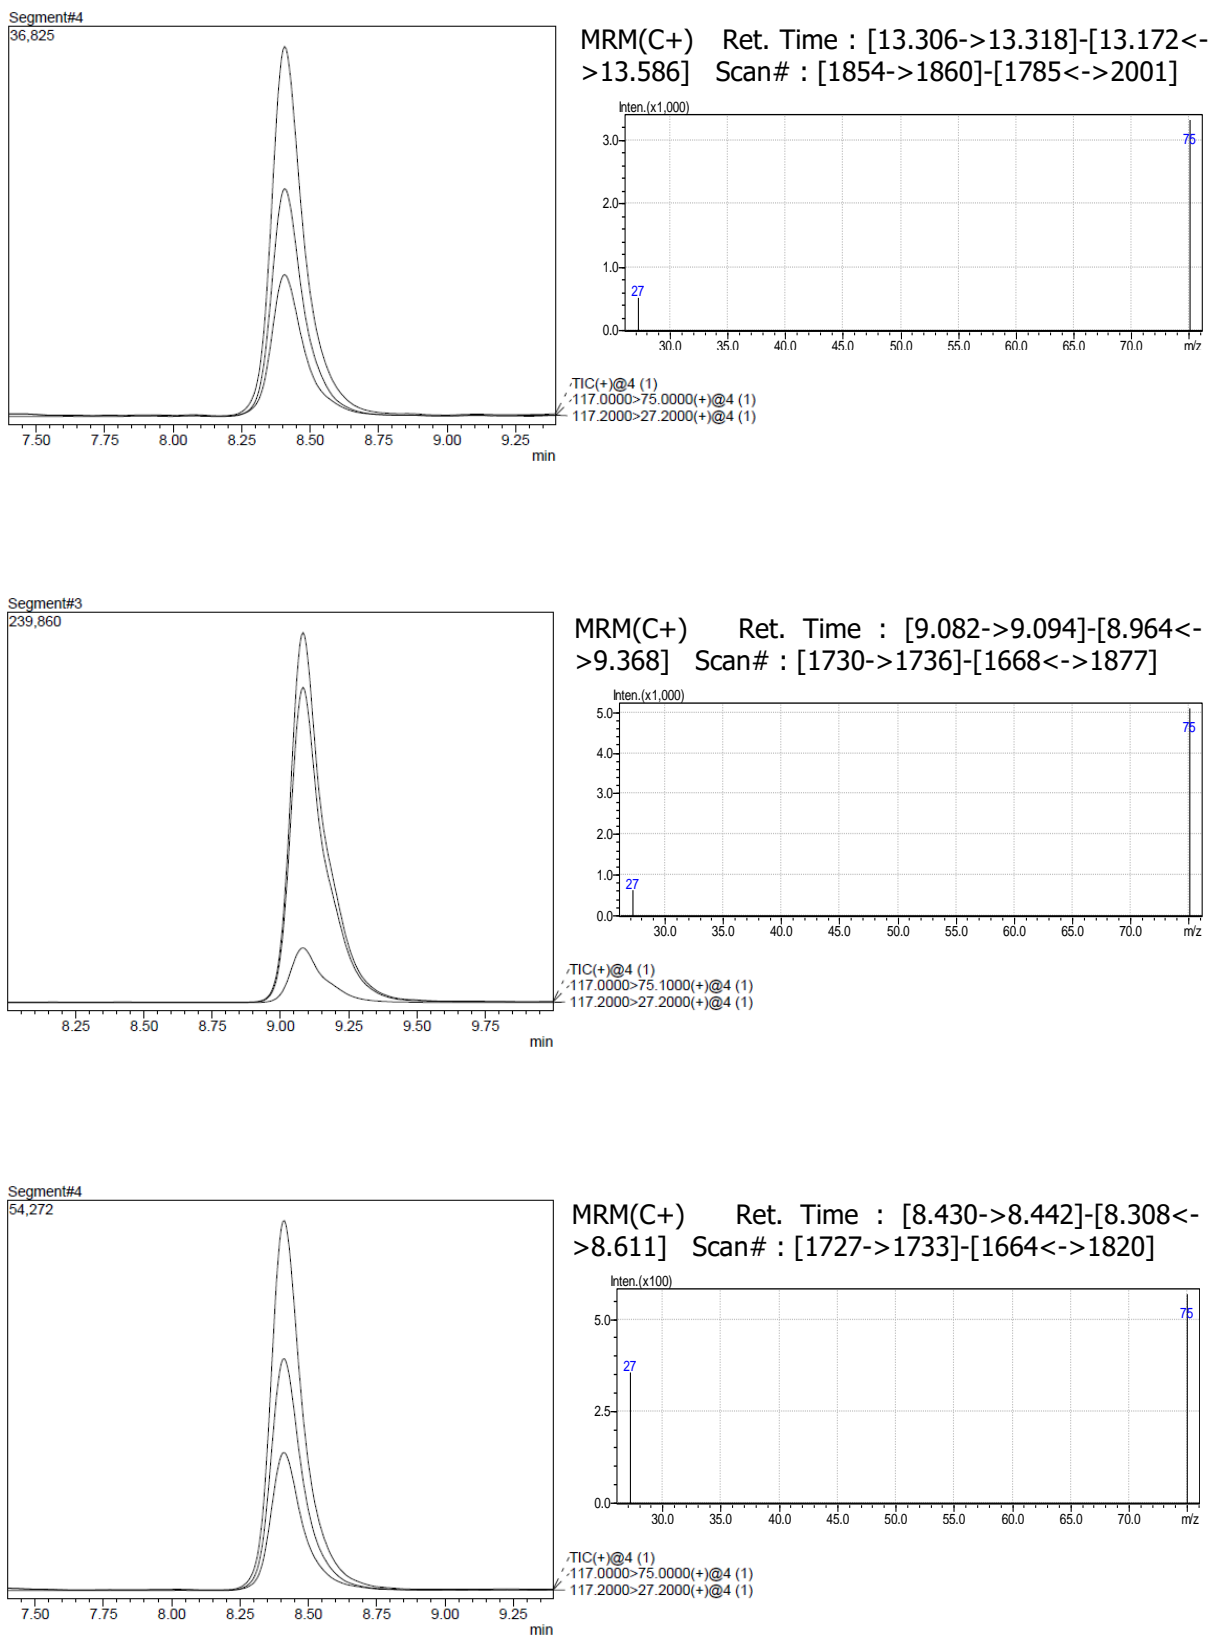 Segment#4
36,825
7.50 7.75 8.00 8.25 8.50 8.75 9.00 9.25
min
TIC(+)@4 (1)
117.0000>75.0000(+)@4 (1)
117.2000>27.2000(+)@4 (1)
MRM(C+) Ret. Time : [13.306->13.318]-[13.172<-
>13.586] Scan# : [1854->1860]-[1785<->2001]
Inten.(x1,000)
3.0
2.0
1.0
0.0
27
75
30.0 35.0 40.0 45.0 50.0 55.0 60.0 65.0 70.0 m/z
Segment#3
239,860
8.25 8.50 8.75 9.00 9.25 9.50 9.75
min
TIC(+)@4 (1)
117.0000>75.1000(+)@4 (1)
117.2000>27.2000(+)@4 (1)
MRM(C+) Ret. Time : [9.082->9.094]-[8.964<-
>9.368] Scan# : [1730->1736]-[1668<->1877]
Inten.(x1,000)
5.0
4.0
3.0
2.0
1.0
0.0
27
75
30.0 35.0 40.0 45.0 50.0 55.0 60.0 65.0 70.0 m/z
Segment#4
54,272
7.50 7.75 8.00 8.25 8.50 8.75 9.00 9.25
min
TIC(+)@4 (1)
117.0000>75.0000(+)@4 (1)
117.2000>27.2000(+)@4 (1)
MRM(C+) Ret. Time : [8.430->8.442]-[8.308<-
>8.611] Scan# : [1727->1733]-[1664<->1820]
Inten.(x100)
5.0
2.5
0.0
27
75
30.0 35.0 40.0 45.0 50.0 55.0 60.0 65.0 70.0 m/z